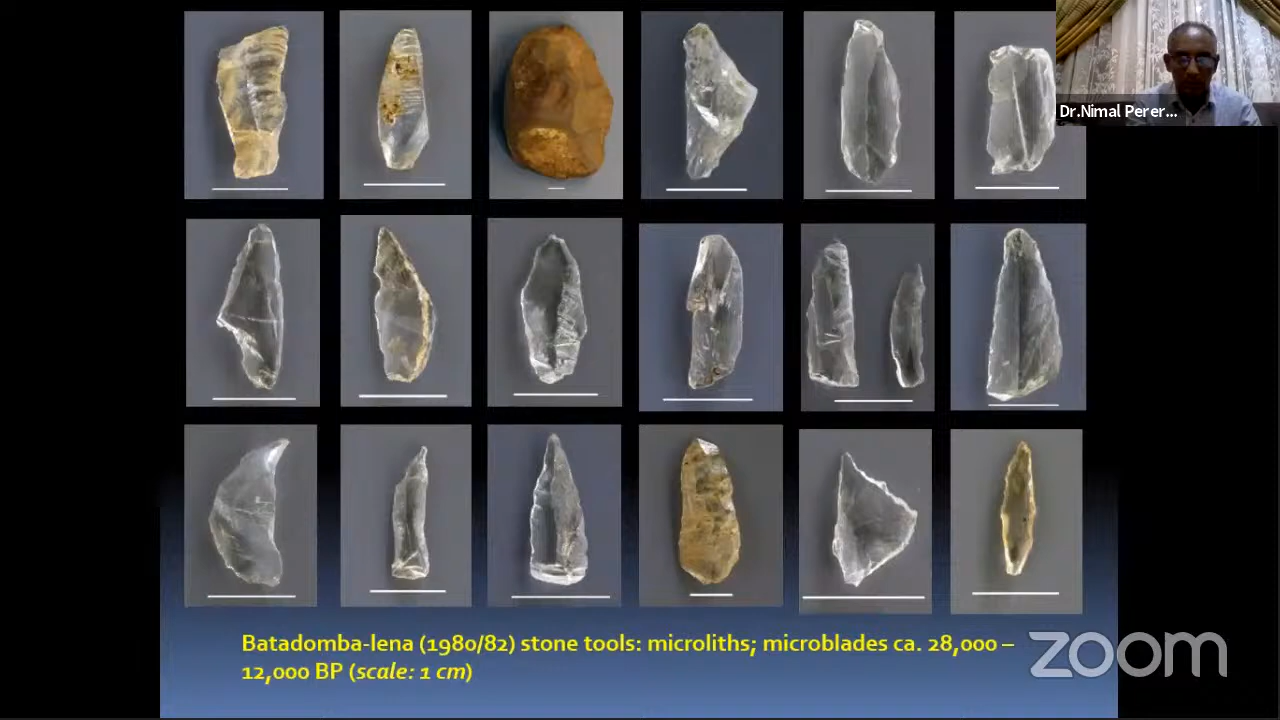 Dr.Nimal Perer...
Batadomba-lena (1980/82) stone tools: microliths; microblades ca. 28,000 –
12,000 BP (scale: 1 cm)
zoom